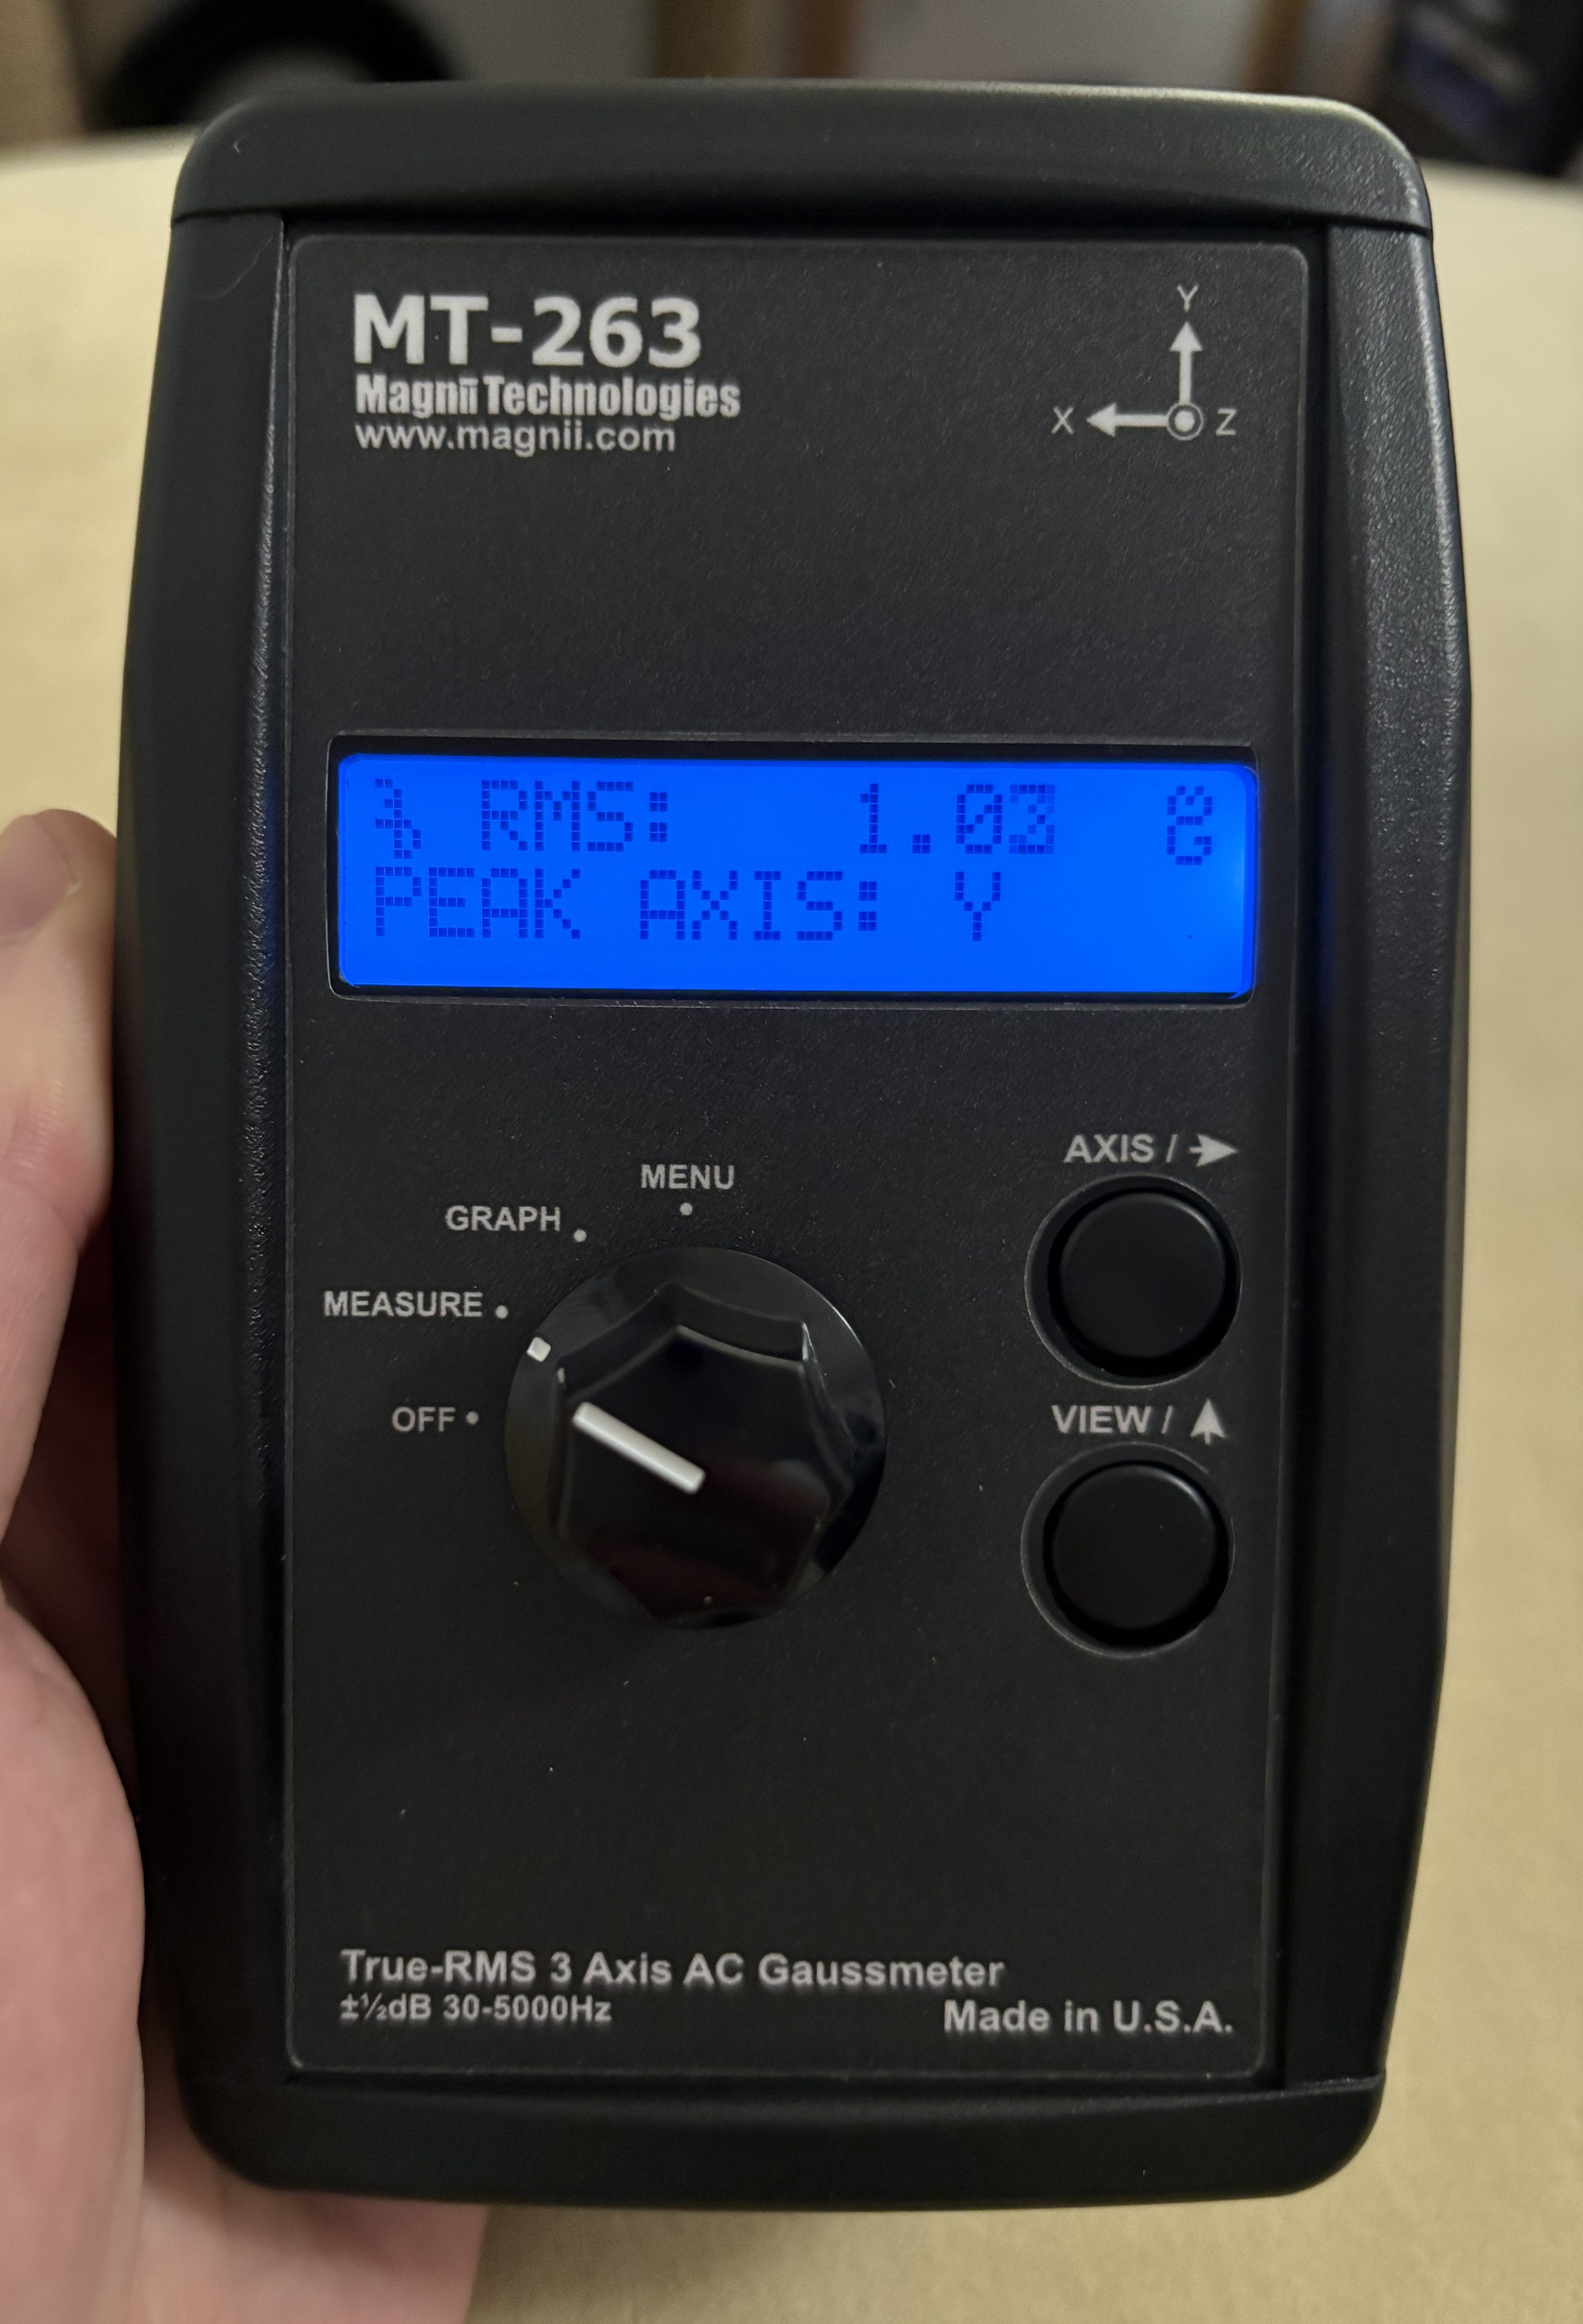 MT-263
Magnii Technologies
www.magnii.com
Y
X Z
RMS: 1.03
PEAK AXIS: Y
MENU
GRAPH
MEASURE
OFF
AXIS /
VIEW /
True-RMS 3 Axis AC Gaussmeter
±½dB 30-5000Hz
Made in U.S.A.